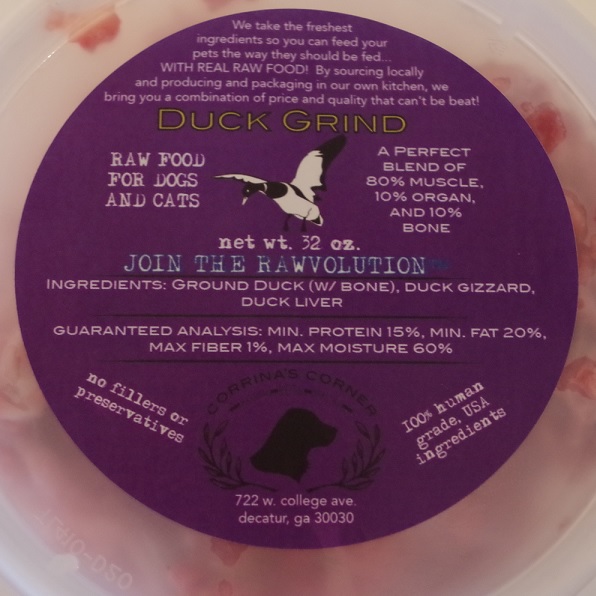 We take the freshest
ingredients so you can feed your
pets the way they should be fed...
WITH REAL RAW FOOD! By sourcing locally
and producing and packaging in our own kitchen, we
bring you a combination of price and quality that can't be beat!
DUCK GRIND
RAW FOOD
FOR DOGS
AND CATS
A PERFECT
BLEND OF
80% MUSCLE,
10% ORGAN,
AND 10%
BONE
net wt. 32 oz.
JOIN THE RAWVOLUTION™
INGREDIENTS: GROUND DUCK (W/ BONE), DUCK GIZZARD,
DUCK LIVER
GUARANTEED ANALYSIS: MIN. PROTEIN 15%, MIN. FAT 20%,
MAX FIBER 1%, MAX MOISTURE 60%
no fillers or
preservatives
CORRINA'S CORNER
100% human
grade, USA
ingredients
722 w. college ave.
decatur, ga 30030